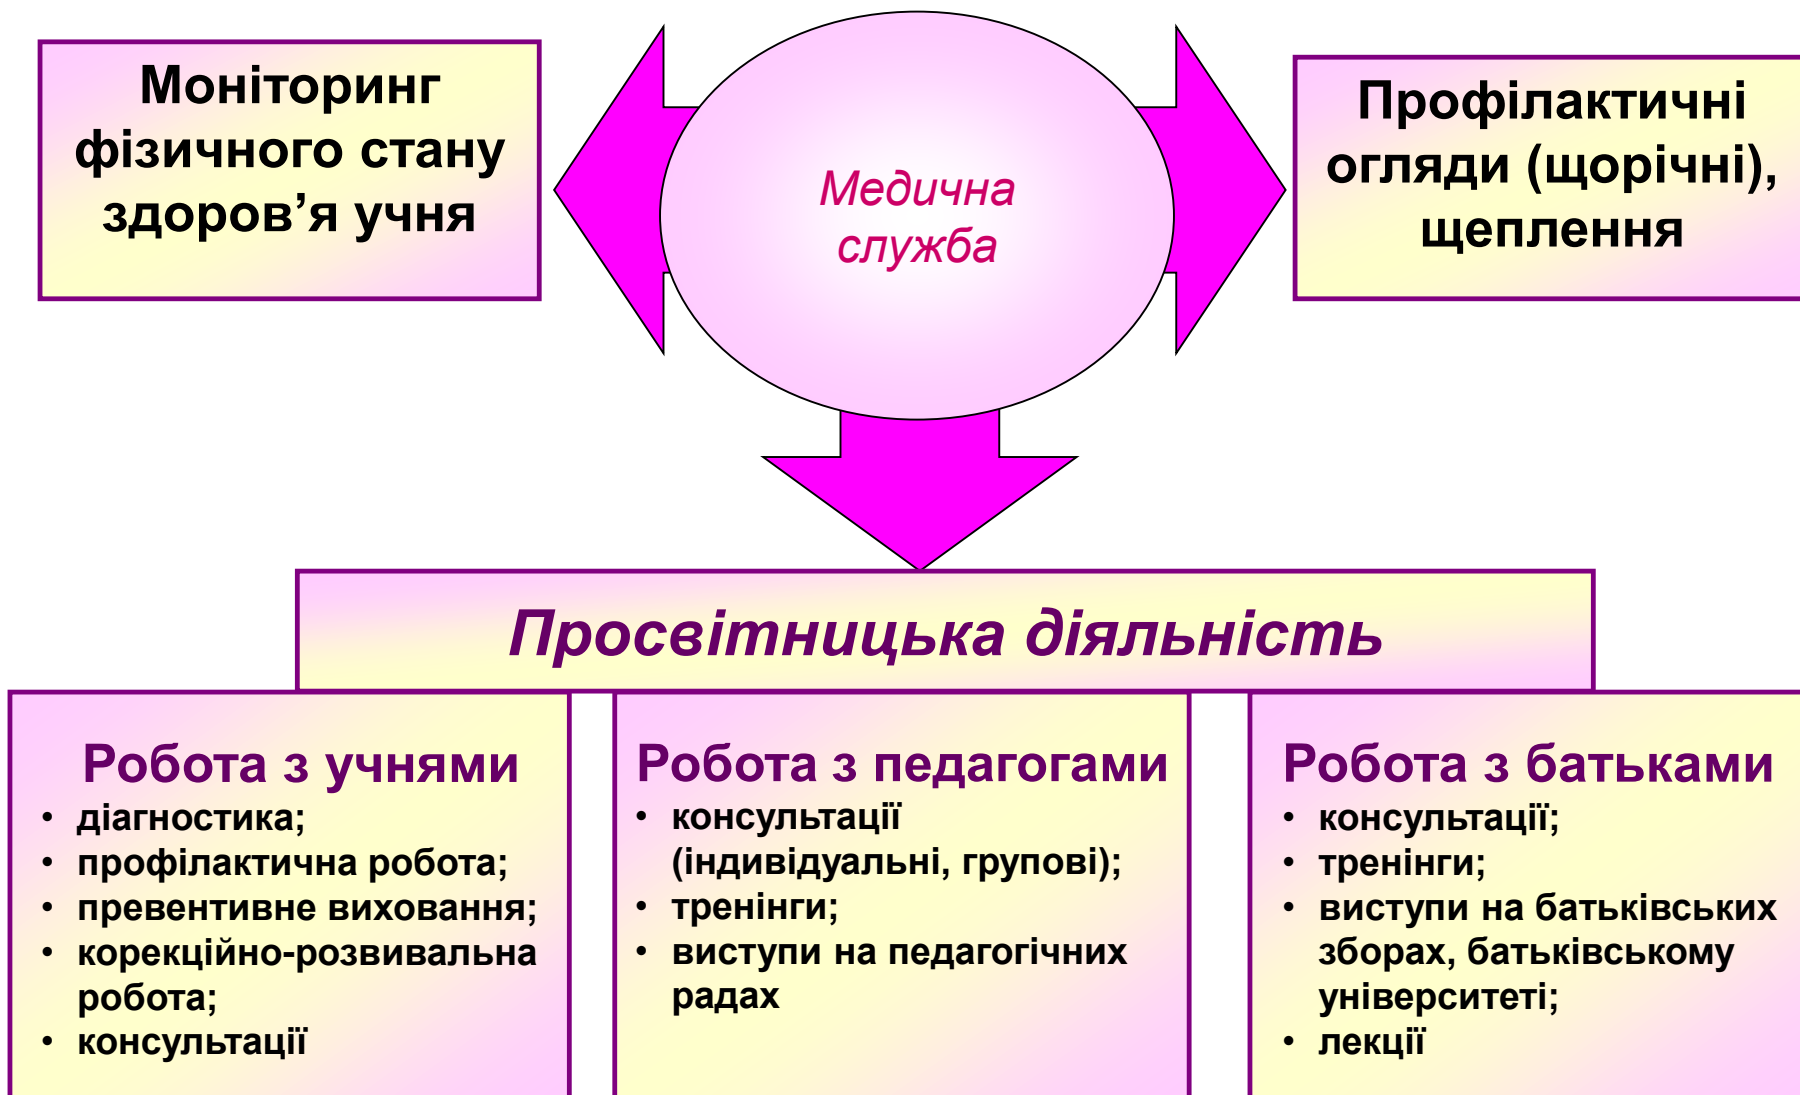 Моніторинг
фізичного стану
здоров’я учня
Медична
служба
Профілактичні
огляди (щорічні),
щеплення
Просвітницька діяльність
Робота з учнями
• діагностика;
• профілактична робота;
• превентивне виховання;
• корекційно-розвивальна
робота;
• консультації
Робота з педагогами
• консультації
(індивідуальні, групові);
• тренінги;
• виступи на педагогічних
радах
Робота з батьками
• консультації;
• тренінги;
• виступи на батьківських
зборах, батьківському
університеті;
• лекції